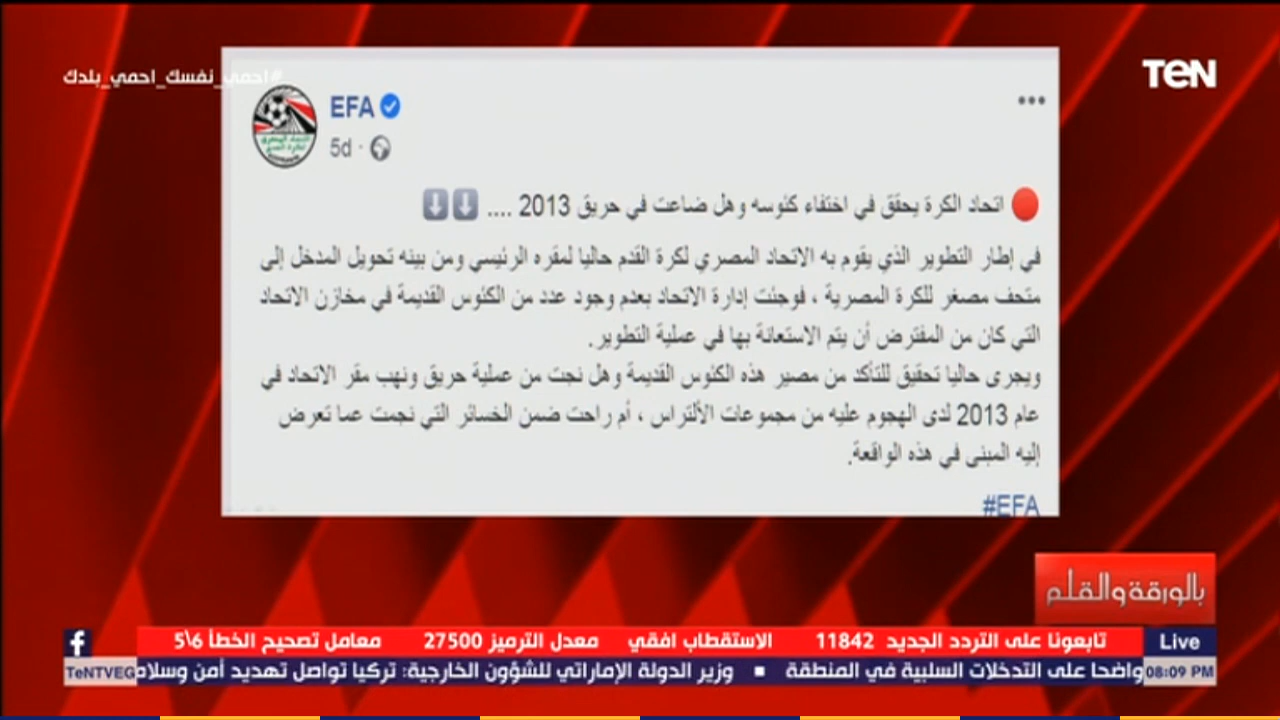 #احمي_نفسك_احمي_بلدك
TEN
EFA
5d
اتحاد الكرة يحقق في اختفاء كئوسه وهل ضاعت في حريق 2013 ....
في إطار التطوير الذي يقوم به الاتحاد المصري لكرة القدم حاليا لمقره الرئيسي ومن بينه تحويل المدخل إلى
متحف مصغر للكرة المصرية ، فوجئت إدارة الاتحاد بعدم وجود عدد من الكئوس القديمة في مخازن الاتحاد
التي كان من المفترض أن يتم الاستعانة بها في عملية التطوير.
ويجرى حاليا تحقيق للتأكد من مصير هذه الكئوس القديمة وهل نجت من عملية حريق ونهب مقر الاتحاد في
عام 2013 لدى الهجوم عليه من مجموعات الألتراس ، أم راحت ضمن الخسائر التي نجمت عما تعرض
إليه المبنى في هذه الواقعة.
#EFA
بالورقة والقلم
Live
تابعونا على التردد الجديد 11842 الاستقطاب افقي معدل الترميز 27500 معامل تصحيح الخطأ 6\5
08:09 PM
واضحا على التدخلات السلبية في المنطقة ■ وزير الدولة الإماراتي للشؤون الخارجية: تركيا تواصل تهديد أمن وسلام
TeNTVEG